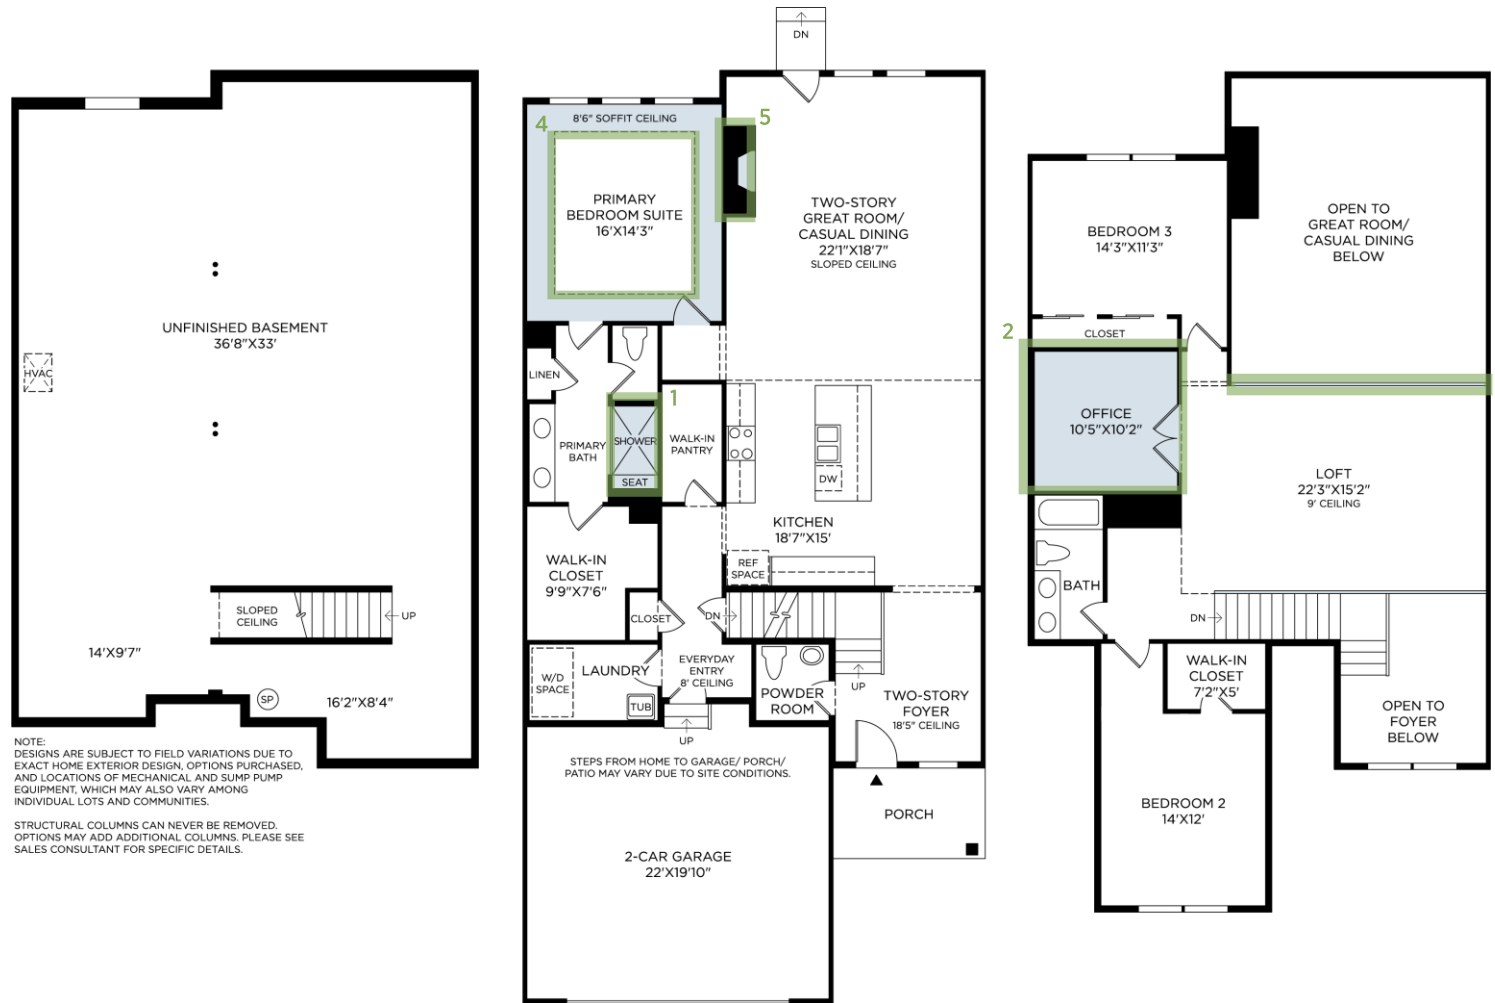 UNFINISHED BASEMENT
36'8"X33'
HVAC
SLOPED
CEILING
UP
14'X9'7"
16'2"X8'4"
SP
NOTE:
DESIGNS ARE SUBJECT TO FIELD VARIATIONS DUE TO
EXACT HOME EXTERIOR DESIGN, OPTIONS PURCHASED,
AND LOCATIONS OF MECHANICAL AND SUMP PUMP
EQUIPMENT, WHICH MAY ALSO VARY AMONG
INDIVIDUAL LOTS AND COMMUNITIES.
STRUCTURAL COLUMNS CAN NEVER BE REMOVED.
OPTIONS MAY ADD ADDITIONAL COLUMNS. PLEASE SEE
SALES CONSULTANT FOR SPECIFIC DETAILS.
DN
4
8'6" SOFFIT CEILING
5
PRIMARY
BEDROOM SUITE
16'X14'3"
TWO-STORY
GREAT ROOM/
CASUAL DINING
22'1"X18'7"
SLOPED CEILING
LINEN
1
PRIMARY
BATH
SHOWER
SEAT
WALK-IN
PANTRY
DW
KITCHEN
18'7"X15'
REF
SPACE
WALK-IN
CLOSET
9'9"X7'6"
CLOSET
DN
W/D
SPACE
LAUNDRY
TUB
EVERYDAY
ENTRY
8' CEILING
UP
POWDER
ROOM
UP
TWO-STORY
FOYER
18'5" CEILING
STEPS FROM HOME TO GARAGE/ PORCH/
PATIO MAY VARY DUE TO SITE CONDITIONS.
PORCH
2-CAR GARAGE
22'X19'10"
BEDROOM 3
14'3"X11'3"
OPEN TO
GREAT ROOM/
CASUAL DINING
BELOW
2
CLOSET
OFFICE
10'5"X10'2"
LOFT
22'3"X15'2"
9' CEILING
BATH
DN
WALK-IN
CLOSET
7'2"X5'
OPEN TO
FOYER
BELOW
BEDROOM 2
14'X12'